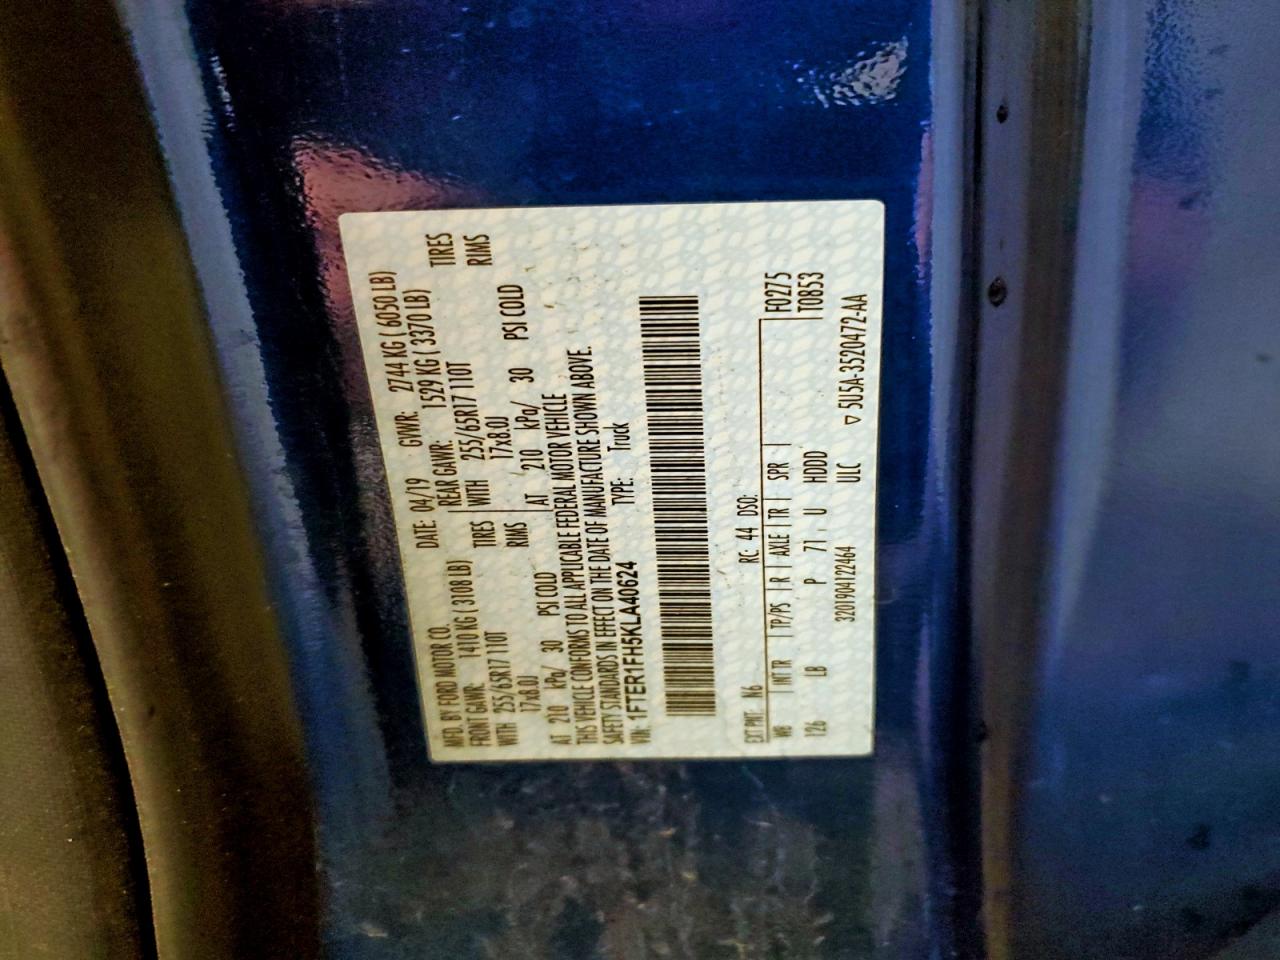 MFD. BY FORD MOTOR CO. DATE: 04/19 GVWR: 2744 KG ( 6050 LB)
FRONT GAWR: 1410 KG ( 3108 LB) REAR GAWR: 1529 KG ( 3370 LB)
WITH 255/65R17 110T TIRES WITH 255/65R17 110T TIRES
17x8.0J RIMS 17x8.0J RIMS
AT 210 kPa/ 30 PSI COLD AT 210 kPa/ 30 PSI COLD
THIS VEHICLE CONFORMS TO ALL APPLICABLE FEDERAL MOTOR VEHICLE
SAFETY STANDARDS IN EFFECT ON THE DATE OF MANUFACTURE SHOWN ABOVE.
VIN: 1FTER1FH5KLA40624 TYPE: Truck
EXT PNT: N6 RC: 44 DSO: F0275
WB INT TR TP/PS R AXLE TR SPR T0853
126 LB P 71, U HDDD
3201904122464 ULC ▽ 5U5A-3520472-AA